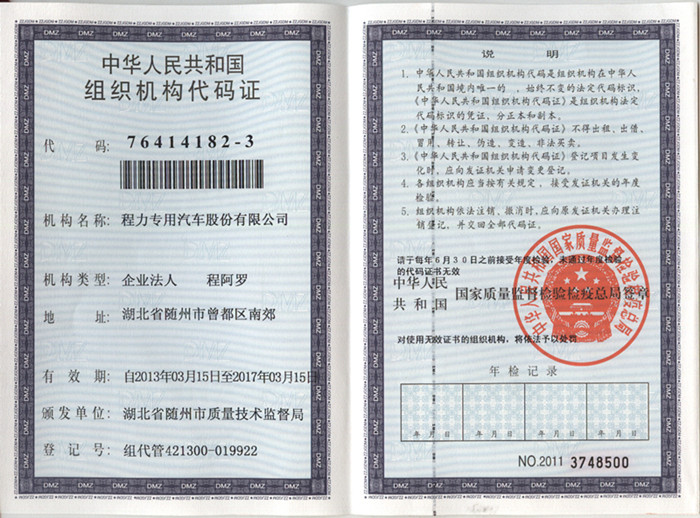 中华人民共和国
组织机构代码证
代 码: 76414182-3
机构名称: 程力专用汽车股份有限公司
机构类型: 企业法人 程阿罗
地 址: 湖北省随州市曾都区南郊
有 效 期: 自2013年03月15日至2017年03月15日
颁发单位: 湖北省随州市质量技术监督局
登 记 号: 组代管421300-019922
说 明
1. 中华人民共和国组织机构代码是组织机构在中华人
民共和国境内唯一的、始终不变的法定代码标识,
《中华人民共和国组织机构代码证》是组织机构法定
代码标识的凭证、分正本和副本.
2.《中华人民共和国组织机构代码证》不得出租、出借、
冒用、转让、伪造、变造、非法买卖.
3.《中华人民共和国组织机构代码证》登记项目发生变
化时,应向发证机关申请变更登记.
4. 各组织机构应当按有关规定,接受发证机关的年度
检验.
5. 组织机构依法注销、撤消时,应向原发证机关办理注
销登记,并交回全部代码证.
请于每年6月30日之前接受年度检验,未通过年度检验
的代码证书无效
中华人民
共和国 国家质量监督检验检疫总局签章
中华人民共和国国家质量监督检验检疫总局
对使用无效证书的组织机构,将依法予以处罚
年检记录
年 月 日 年 月 日 年 月 日 年 月 日
NO.2011 3748500